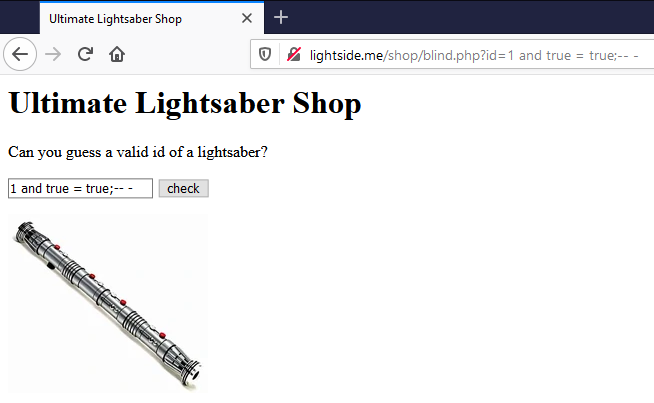 Ultimate Lightsaber Shop
lightside.me/shop/blind.php?id=1 and true = true;-- -
Ultimate Lightsaber Shop
Can you guess a valid id of a lightsaber?
1 and true = true;-- - check